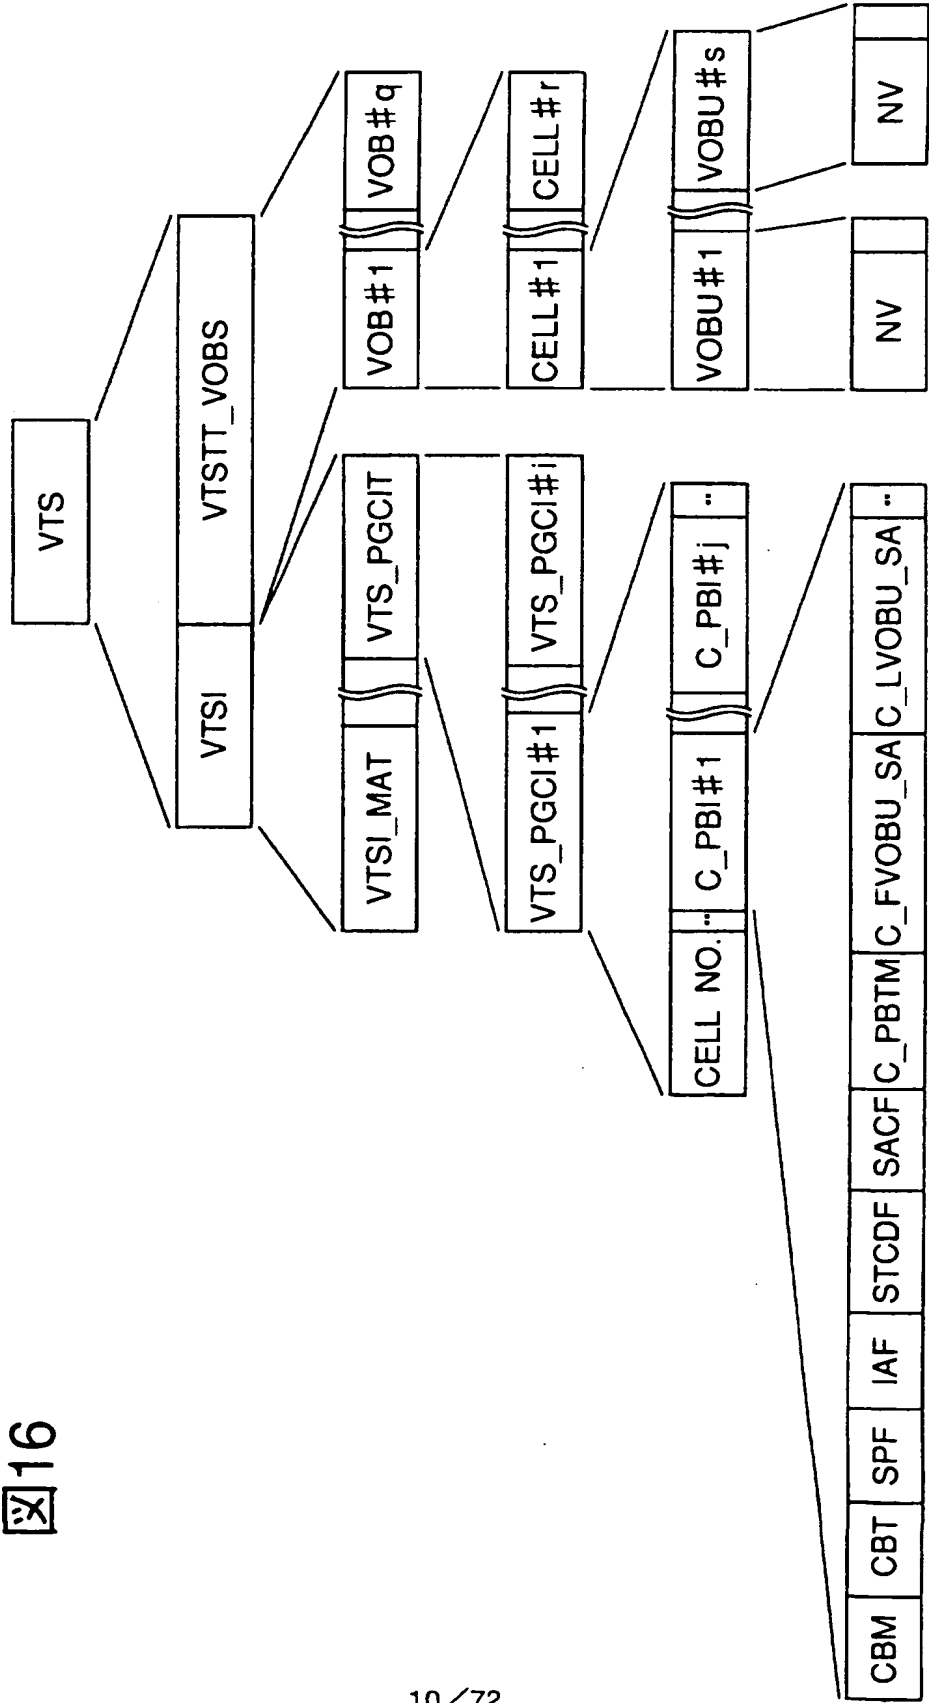 図16
VTS
VTSI VTSTT_VOBS
VTSI_MAT VTS_PGCIT VOB#1 VOB#q
VTS_PGCI#1 VTS_PGCI#i CELL#1 CELL#r
CELL NO. ‥ C_PBI#1 C_PBI#j ‥ VOBU#1 VOBU#s
CBM CBT SPF IAF STCDF SACF C_PBTM C_FVOBU_SA C_LVOBU_SA ‥ NV NV
10/72